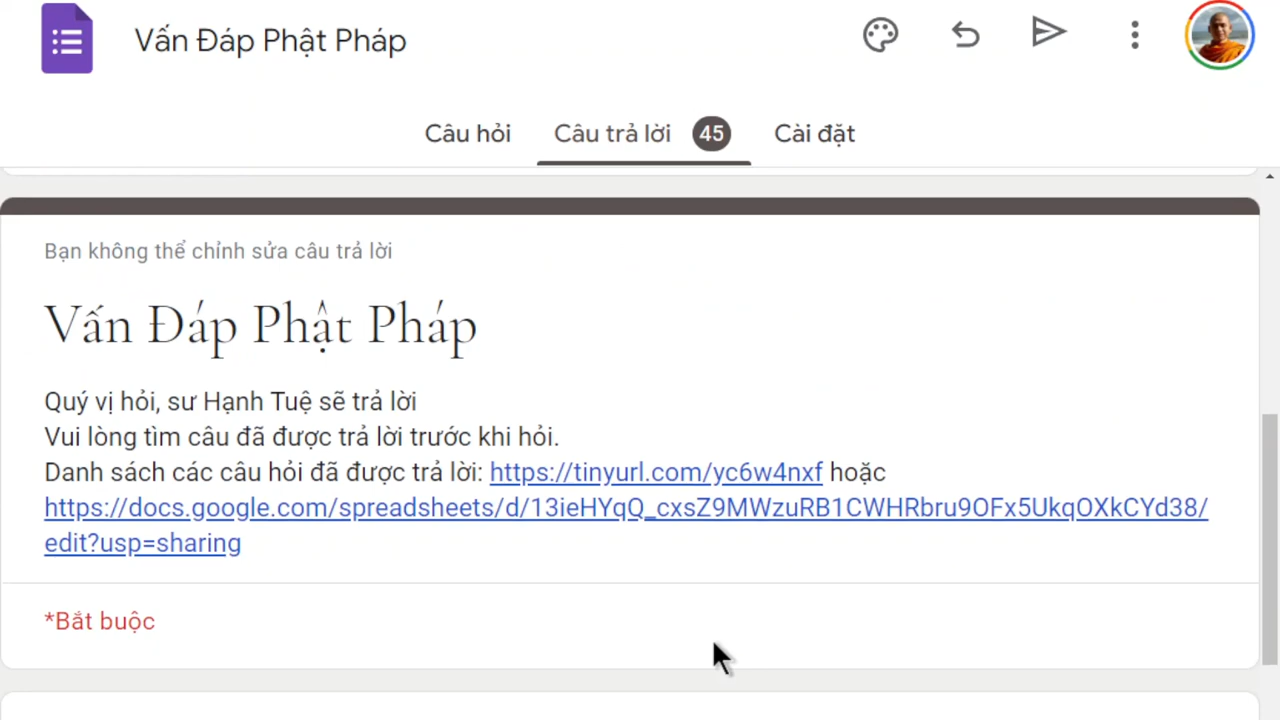 Vấn Đáp Phật Pháp
Câu hỏi
Câu trả lời 45
Cài đặt
Bạn không thể chỉnh sửa câu trả lời
Vấn Đáp Phật Pháp
Quý vị hỏi, sư Hạnh Tuệ sẽ trả lời
Vui lòng tìm câu đã được trả lời trước khi hỏi.
Danh sách các câu hỏi đã được trả lời: https://tinyurl.com/yc6w4nxf hoặc
https://docs.google.com/spreadsheets/d/13ieHYqQ_cxsZ9MWzuRB1CWHRbru9OFx5UkqOXkCYd38/
edit?usp=sharing
*Bắt buộc